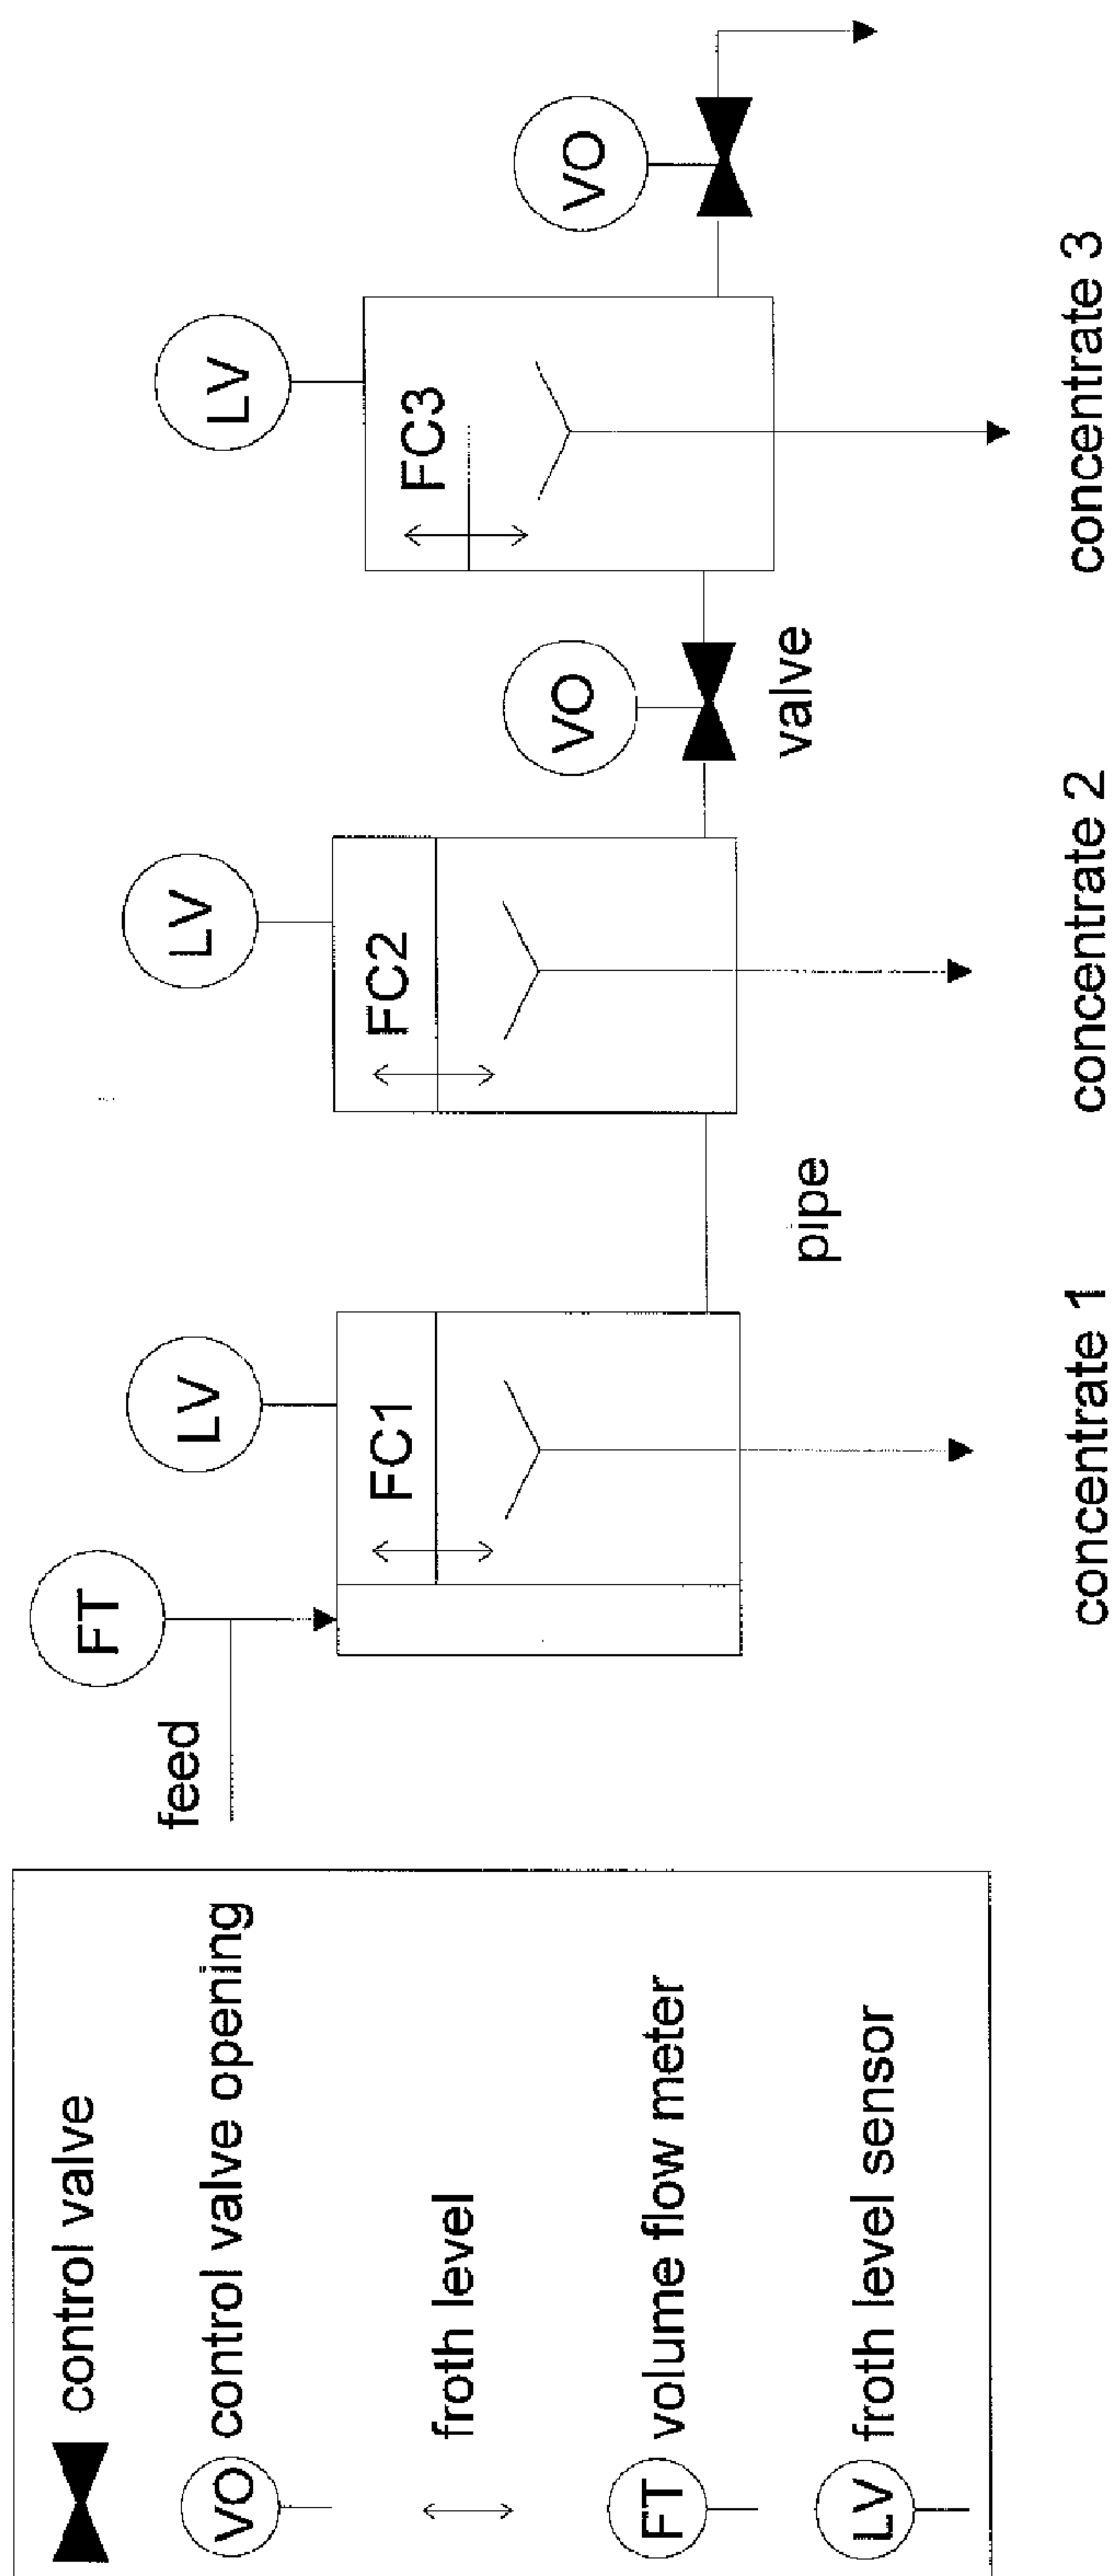 control valve
VO control valve opening
froth level
FT volume flow meter
LV froth level sensor
feed
FT
LV
LV
LV
FC1
FC2
FC3
VO
VO
pipe
valve
concentrate 1
concentrate 2
concentrate 3